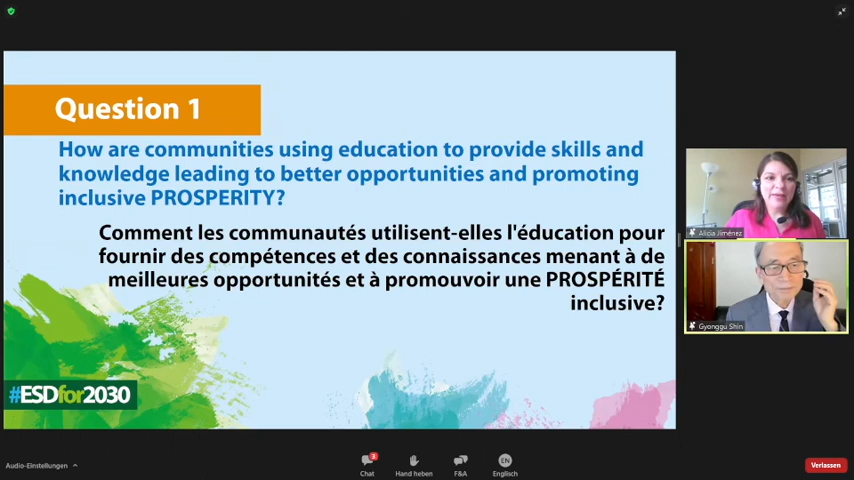 Question 1
How are communities using education to provide skills and
knowledge leading to better opportunities and promoting
inclusive PROSPERITY?
Comment les communautés utilisent-elles l'éducation pour
fournir des compétences et des connaissances menant à de
meilleures opportunités et à promouvoir une PROSPÉRITÉ
inclusive?
#ESDfor2030
Alicia Jiménez
Gyonggu Shin
Audio-Einstellungen
3
Chat
Hand heben
F&A
EN
Englisch
Verlassen